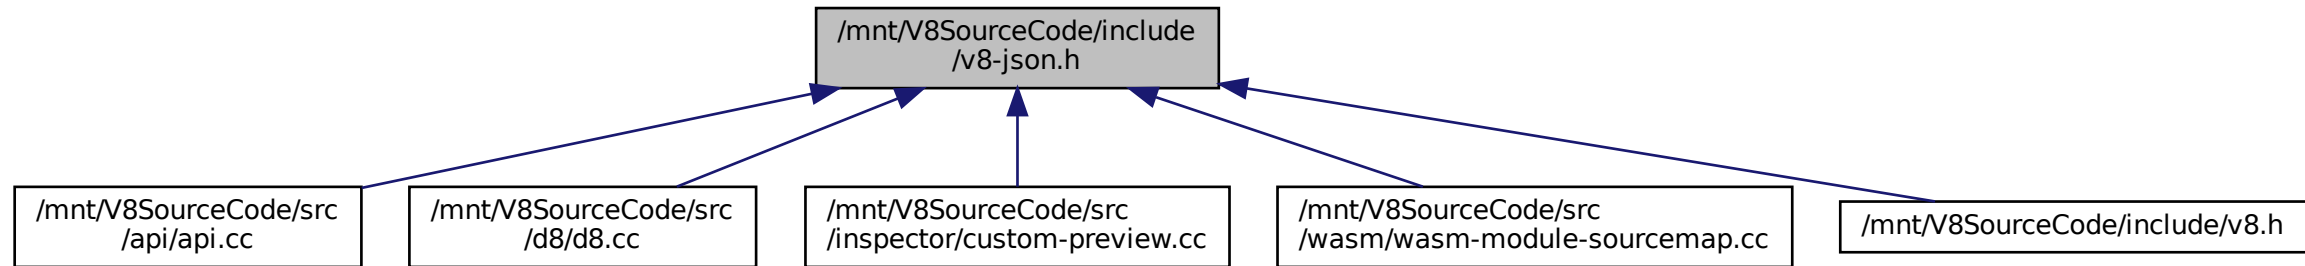 /mnt/V8SourceCode/include
/v8-json.h
/mnt/V8SourceCode/src
/api/api.cc
/mnt/V8SourceCode/src
/d8/d8.cc
/mnt/V8SourceCode/src
/inspector/custom-preview.cc
/mnt/V8SourceCode/src
/wasm/wasm-module-sourcemap.cc
/mnt/V8SourceCode/include/v8.h